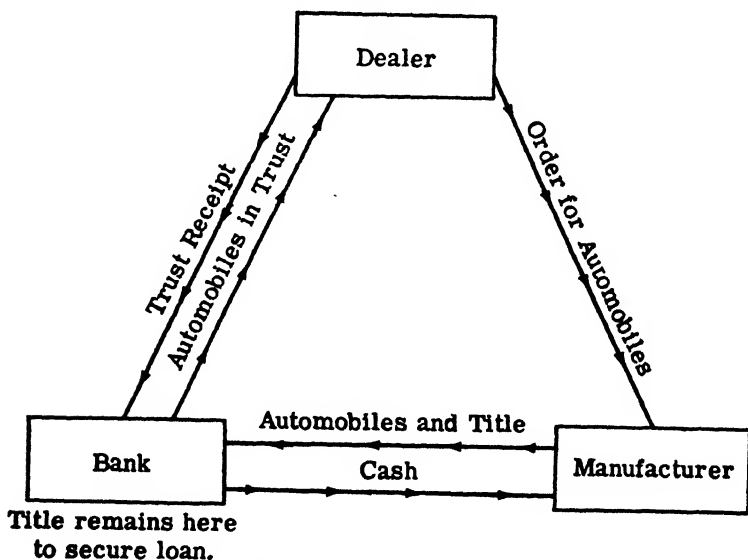 Dealer
Trust Receipt
Automobiles in Trust
Order for Automobiles
Automobiles and Title
Bank
Cash
Manufacturer
Title remains here
to secure loan.